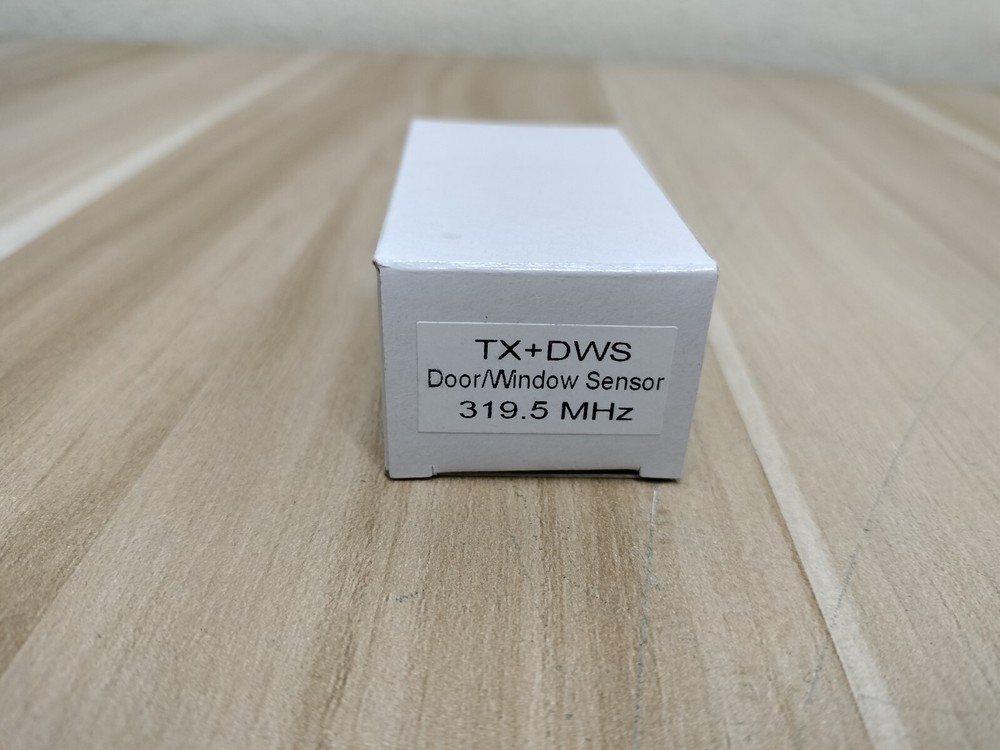 TX+DWS
Door/Window Sensor
319.5 MHz